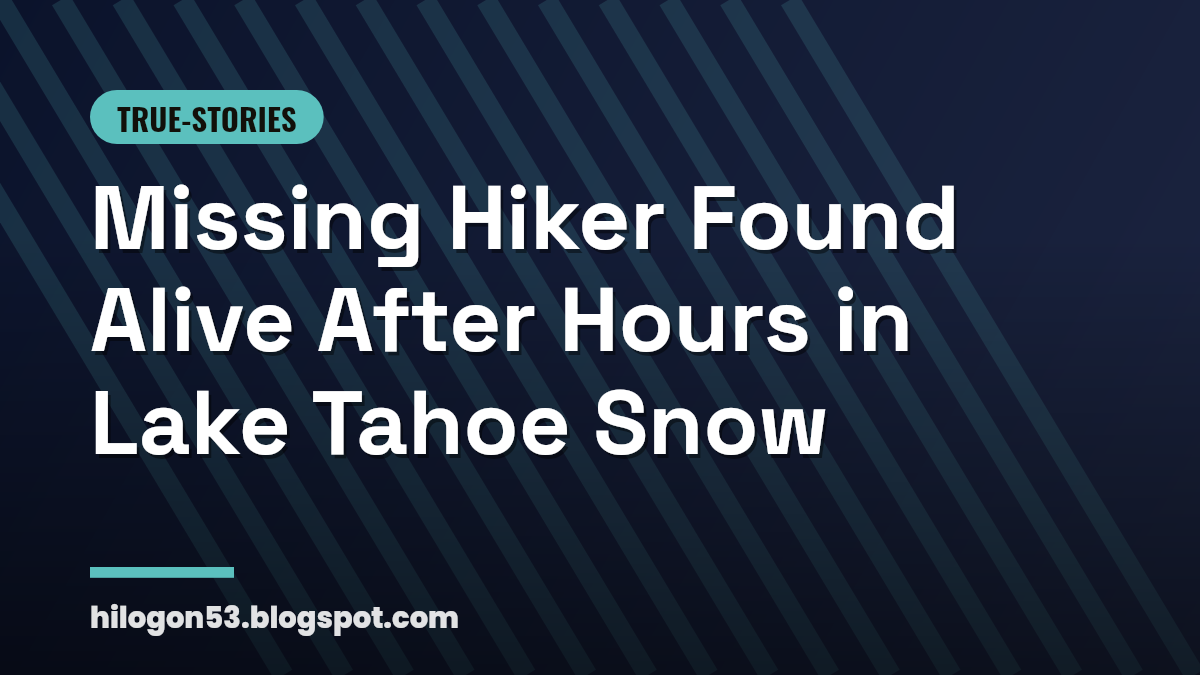 TRUE-STORIES
Missing Hiker Found
Alive After Hours in
Lake Tahoe Snow
hilogon53.blogspot.com